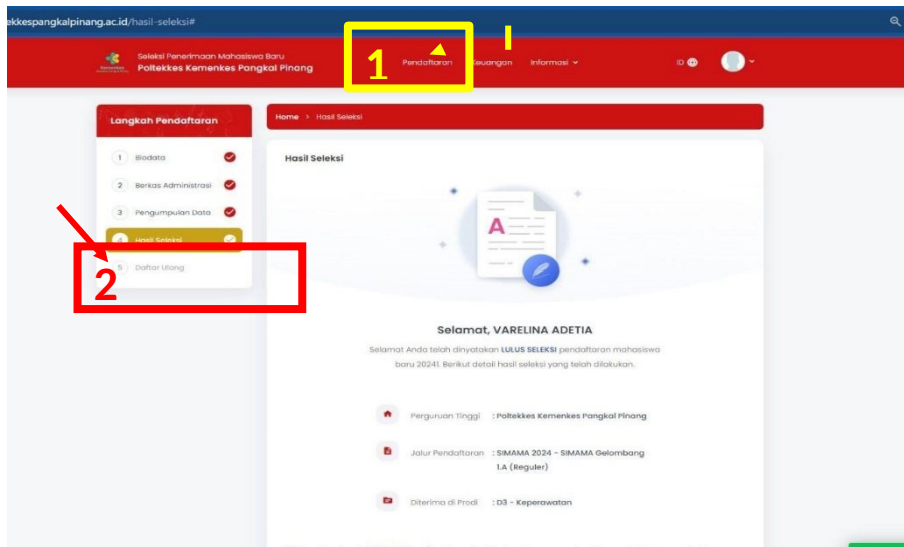 ekkespangkalpinang.ac.id/hasil-seleksi#
Seleksi Penerimaan Mahasiswa Baru
Poltekkes Kemenkes Pangkal Pinang
1
Pendaftaran
Keuangan
Informasi
ID
Langkah Pendaftaran
1 Biodata
2 Berkas Administrasi
3 Pengumpulan Data
4 Hasil Seleksi
5 Daftar Ulang
2
Home > Hasil Seleksi
Hasil Seleksi
A
Selamat, VARELINA ADETIA
Selamat Anda telah dinyatakan LULUS SELEKSI pendaftaran mahasiswa
baru 20241. Berikut detail hasil seleksi yang telah dilakukan.
Perguruan Tinggi : Poltekkes Kemenkes Pangkal Pinang
Jalur Pendaftaran : SIMAMA 2024 - SIMAMA Gelombang
1.A (Reguler)
Diterima di Prodi : D3 - Keperawatan